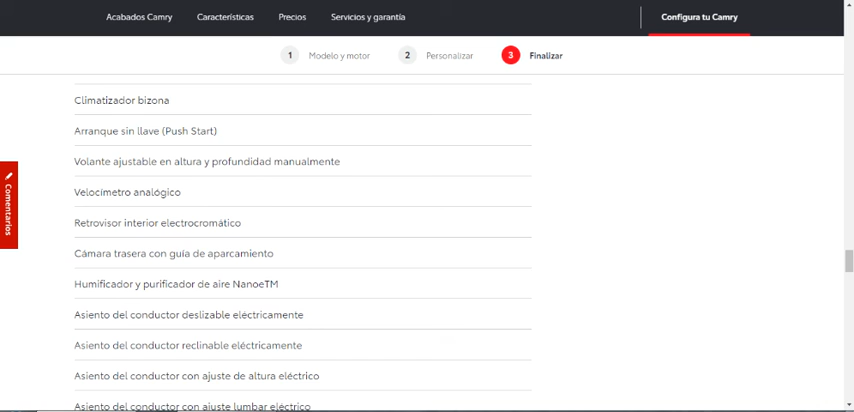 Acabados Camry Características Precios Servicios y garantía Configura tu Camry
1 Modelo y motor 2 Personalizar 3 Finalizar
Climatizador bizona
Arranque sin llave (Push Start)
Volante ajustable en altura y profundidad manualmente
Velocímetro analógico
Comentarios
Retrovisor interior electrocromático
Cámara trasera con guía de aparcamiento
Humificador y purificador de aire NanoeTM
Asiento del conductor deslizable eléctricamente
Asiento del conductor reclinable eléctricamente
Asiento del conductor con ajuste de altura eléctrico
Asiento del conductor con ajuste lumbar eléctrico